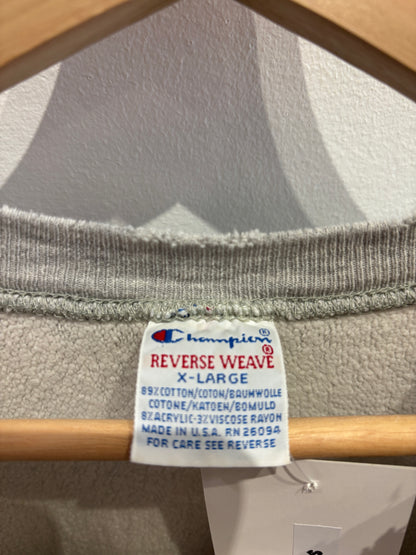 Champion®
REVERSE WEAVE®
X-LARGE
89%COTTON/COTON/BAUMWOLLE
COTONE/KATOEN/BOMULD
8%ACRYLIC-3%VISCOSE RAYON
MADE IN U.S.A. RN 26094
FOR CARE SEE REVERSE